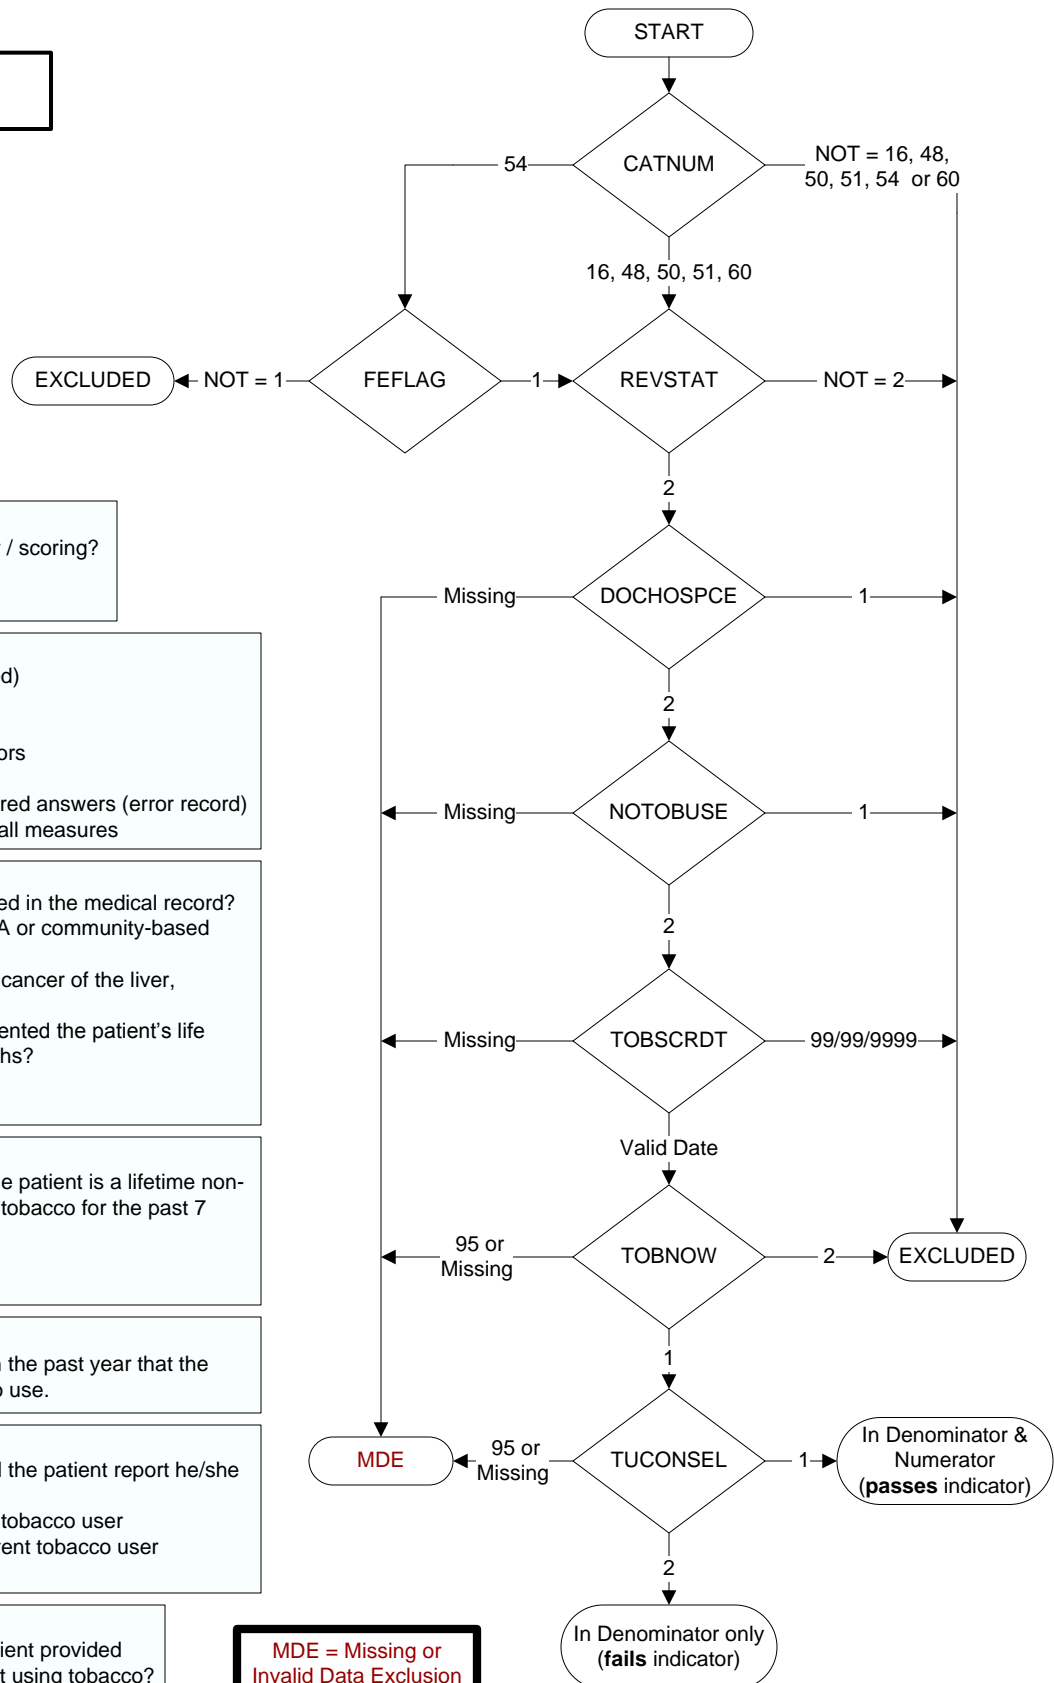 START
CATNUM
54
NOT = 16, 48,
50, 51, 54 or 60
16, 48, 50, 51, 60
EXCLUDED
NOT = 1
FEFLAG
1
REVSTAT
NOT = 2
2
/ scoring?
Missing
DOCHOSPCE
1
2
d)
ors
red answers (error record)
all measures
Missing
NOTOBUSE
1
2
ed in the medical record?
A or community-based
cancer of the liver,
ented the patient's life
hs?
Missing
TOBSCRDT
99/99/9999
Valid Date
e patient is a lifetime non-
tobacco for the past 7
95 or
Missing
TOBNOW
2
EXCLUDED
1
n the past year that the
o use.
d the patient report he/she
tobacco user
rent tobacco user
MDE
95 or
Missing
TUCONSEL
1
In Denominator &
Numerator
(passes indicator)
2
In Denominator only
(fails indicator)
ient provided
t using tobacco?
MDE = Missing or
Invalid Data Exclusion